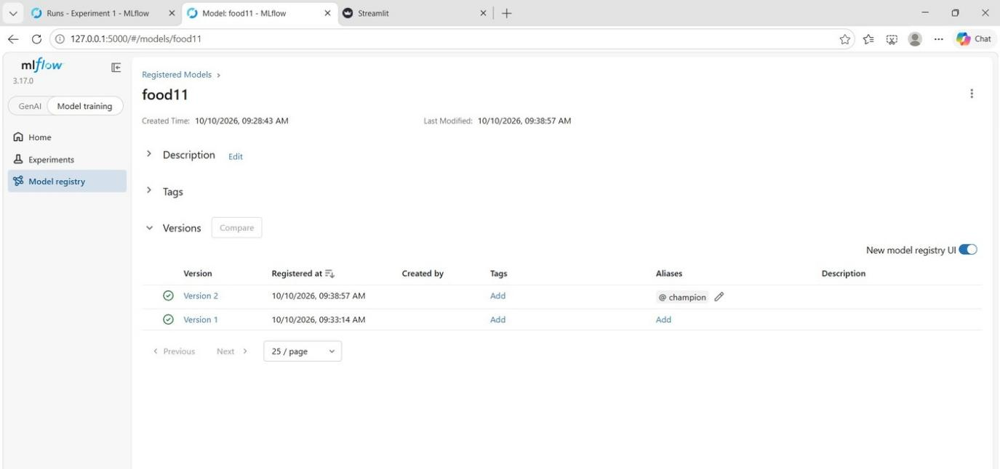 Runs - Experiment 1 - MLflow
Model: food11 - MLflow
Streamlit
127.0.0.1:5000/#/models/food11
Chat
mlflow
3.17.0
GenAI
Model training
Home
Experiments
Model registry
Registered Models
food11
Created Time: 10/10/2026, 09:28:43 AM
Last Modified: 10/10/2026, 09:38:57 AM
Description Edit
Tags
Versions Compare
New model registry UI
Version Registered at Created by Tags Aliases Description
Version 2 10/10/2026, 09:38:57 AM Add @ champion
Version 1 10/10/2026, 09:33:14 AM Add Add
Previous Next 25 / page